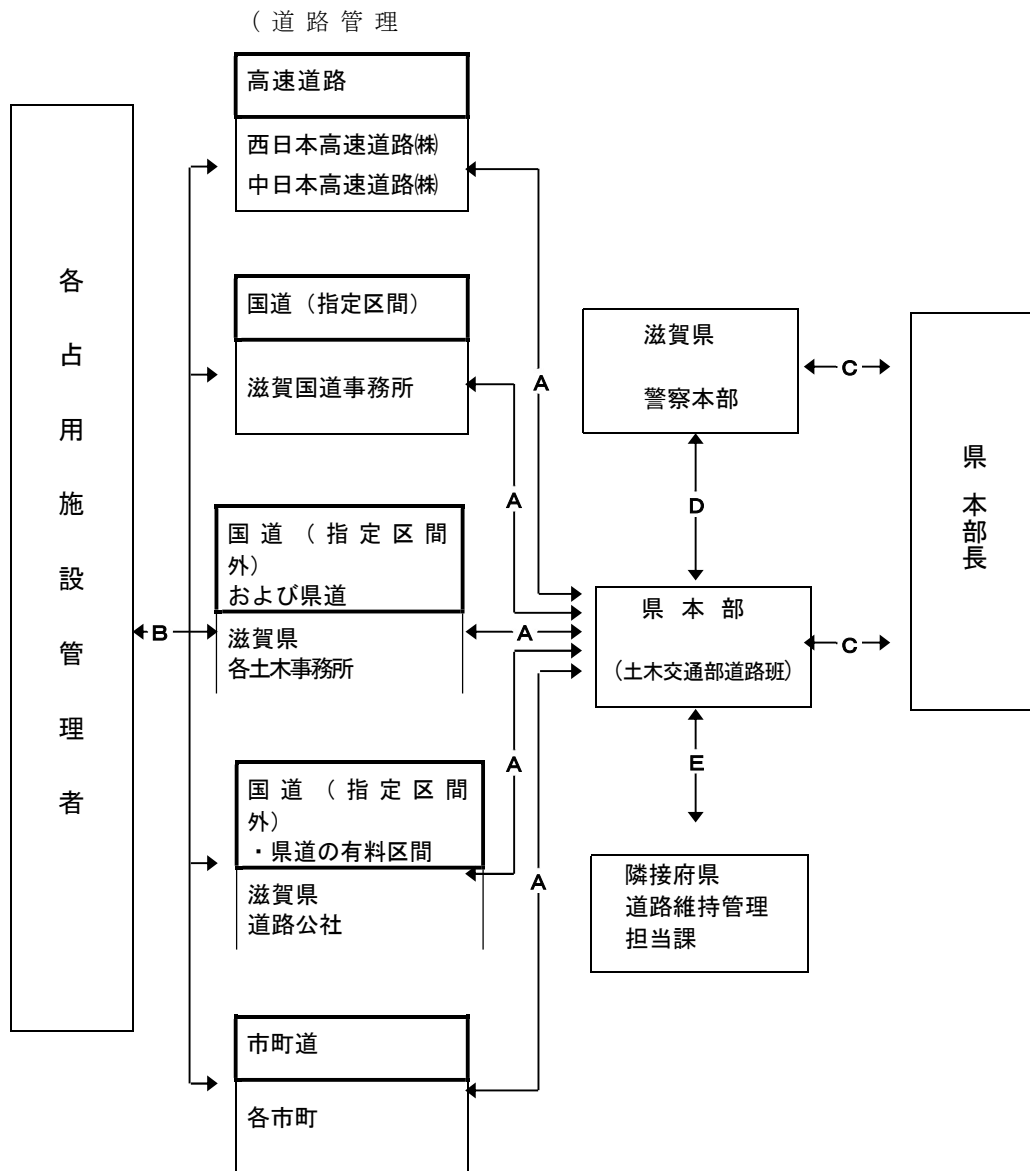 (道路管理
高速道路
西日本高速道路㈱
中日本高速道路㈱
国道(指定区間)
滋賀国道事務所
国道(指定区間
外)
および県道
滋賀県
各土木事務所
国道(指定区間
外)
・県道の有料区間
滋賀県
道路公社
市町道
各市町
各占用施設管理者
B
A
A
A
A
A
滋賀県
警察本部
D
県本部
(土木交通部道路班)
E
隣接府県
道路維持管理
担当課
C
C
県本部長